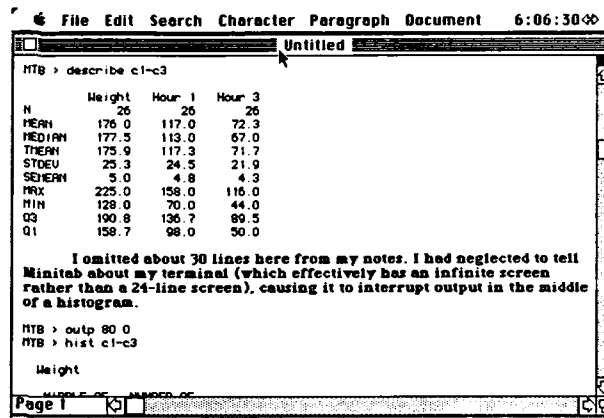 File Edit Search Character Paragraph Document 6:06:30
Untitled
MTB > describe c1-c3
Weight Hour 1 Hour 3
N 26 26 26
MEAN 176.0 117.0 72.3
MEDIAN 177.5 113.0 67.0
TMEAN 175.9 117.3 71.7
STDEV 25.3 24.5 21.9
SEMEAN 5.0 4.8 4.3
MAX 225.0 158.0 116.0
MIN 128.0 70.0 44.0
Q3 190.8 136.7 89.5
Q1 158.7 98.0 50.0
I omitted about 30 lines here from my notes. I had neglected to tell
Minitab about my terminal (which effectively has an infinite screen
rather than a 24-line screen), causing it to interrupt output in the middle
of a histogram.
MTB > outp 80 0
MTB > hist c1-c3
Weight
MIDDLE OF NUMBER OF
Page 1